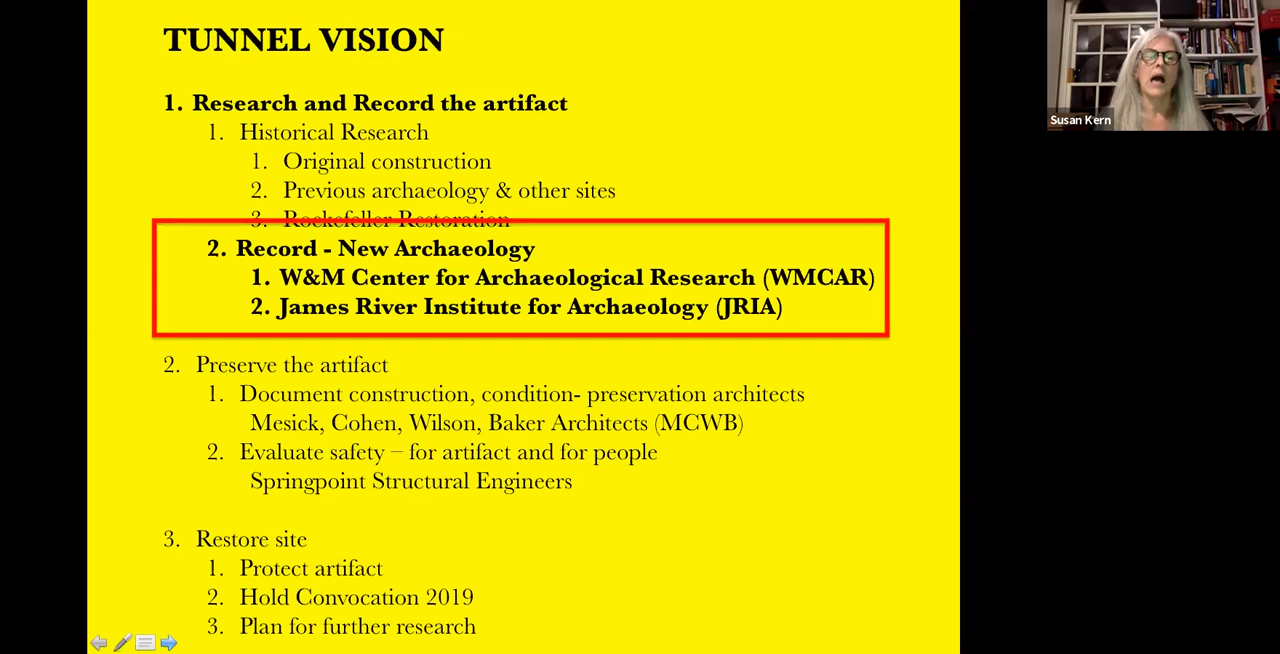 TUNNEL VISION
1. Research and Record the artifact
1. Historical Research
1. Original construction
2. Previous archaeology & other sites
3. Rockefeller Restoration
2. Record - New Archaeology
1. W&M Center for Archaeological Research (WMCAR)
2. James River Institute for Archaeology (JRIA)
2. Preserve the artifact
1. Document construction, condition- preservation architects
Mesick, Cohen, Wilson, Baker Architects (MCWB)
2. Evaluate safety – for artifact and for people
Springpoint Structural Engineers
3. Restore site
1. Protect artifact
2. Hold Convocation 2019
3. Plan for further research
Susan Kern